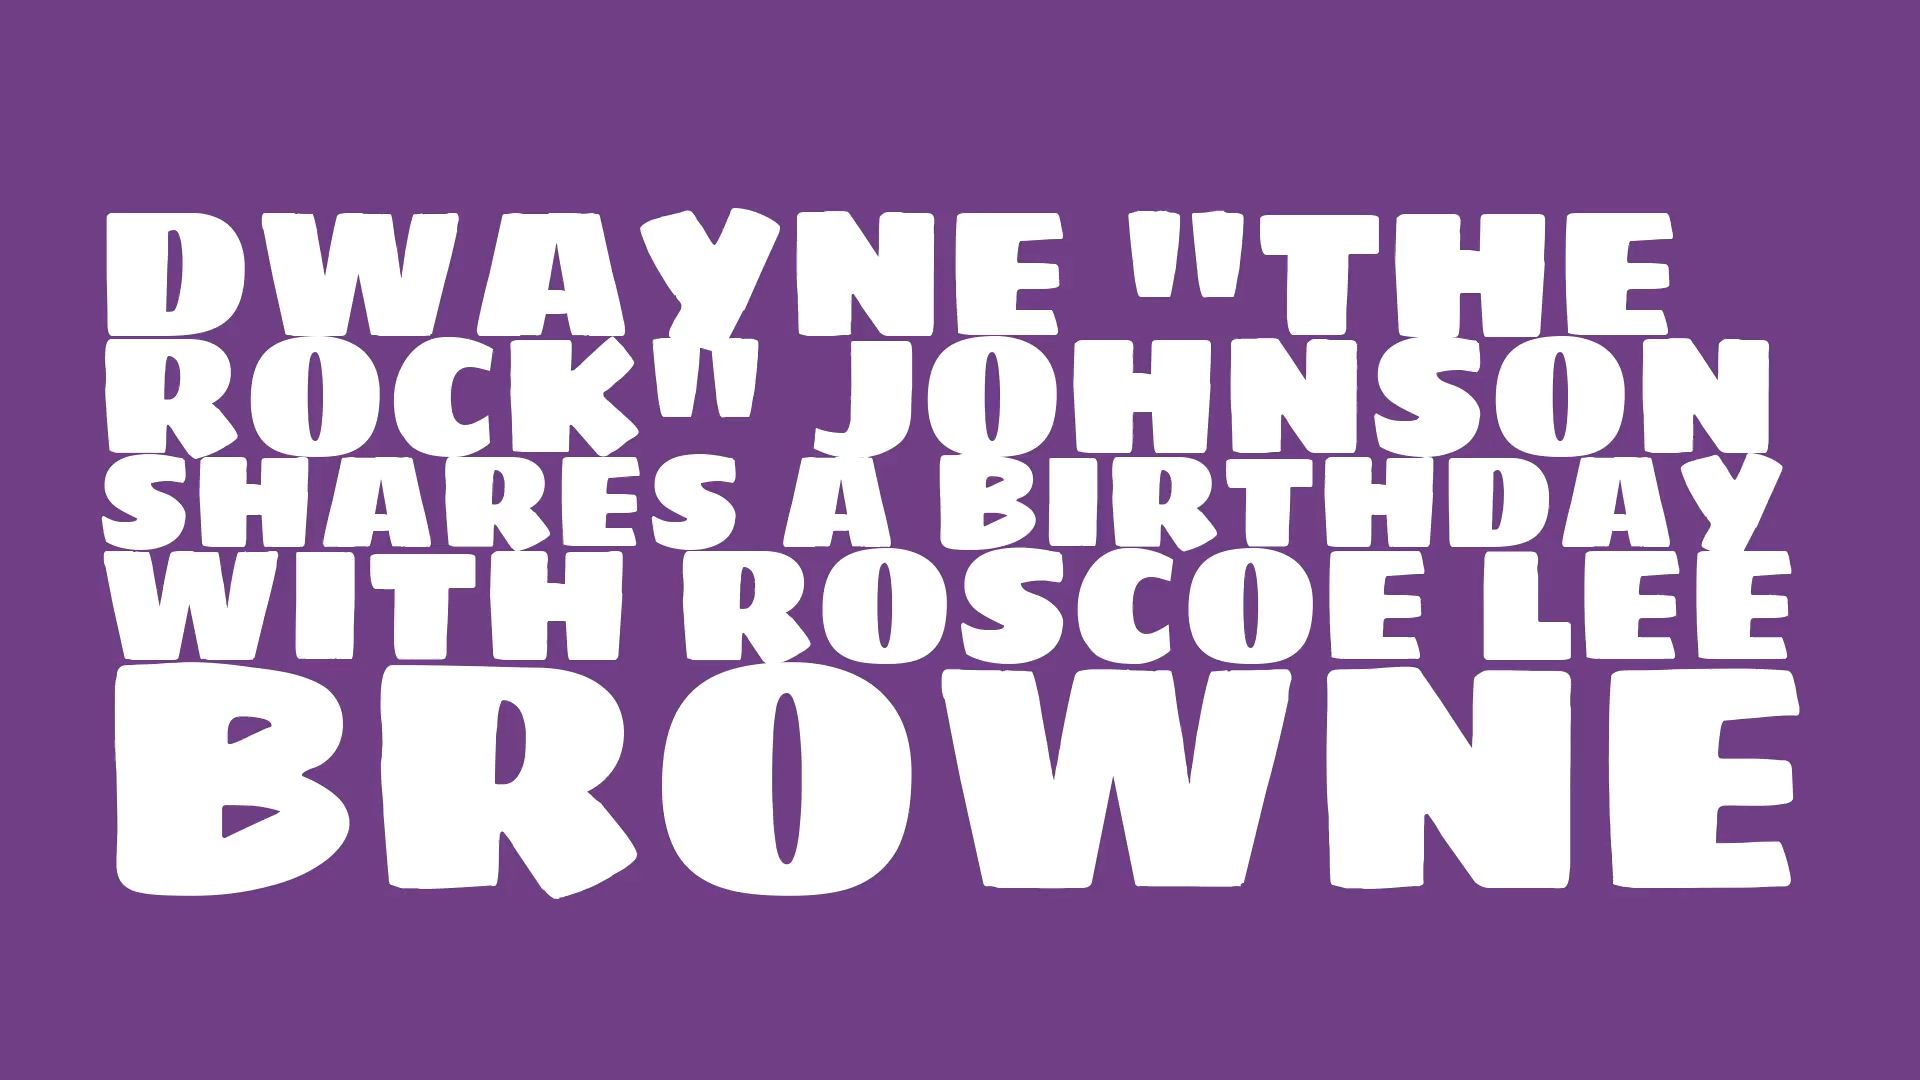 DWAYNE "THE
ROCK" JOHNSON
SHARES A BIRTHDAY
WITH ROSCOE LEE
BROWNE